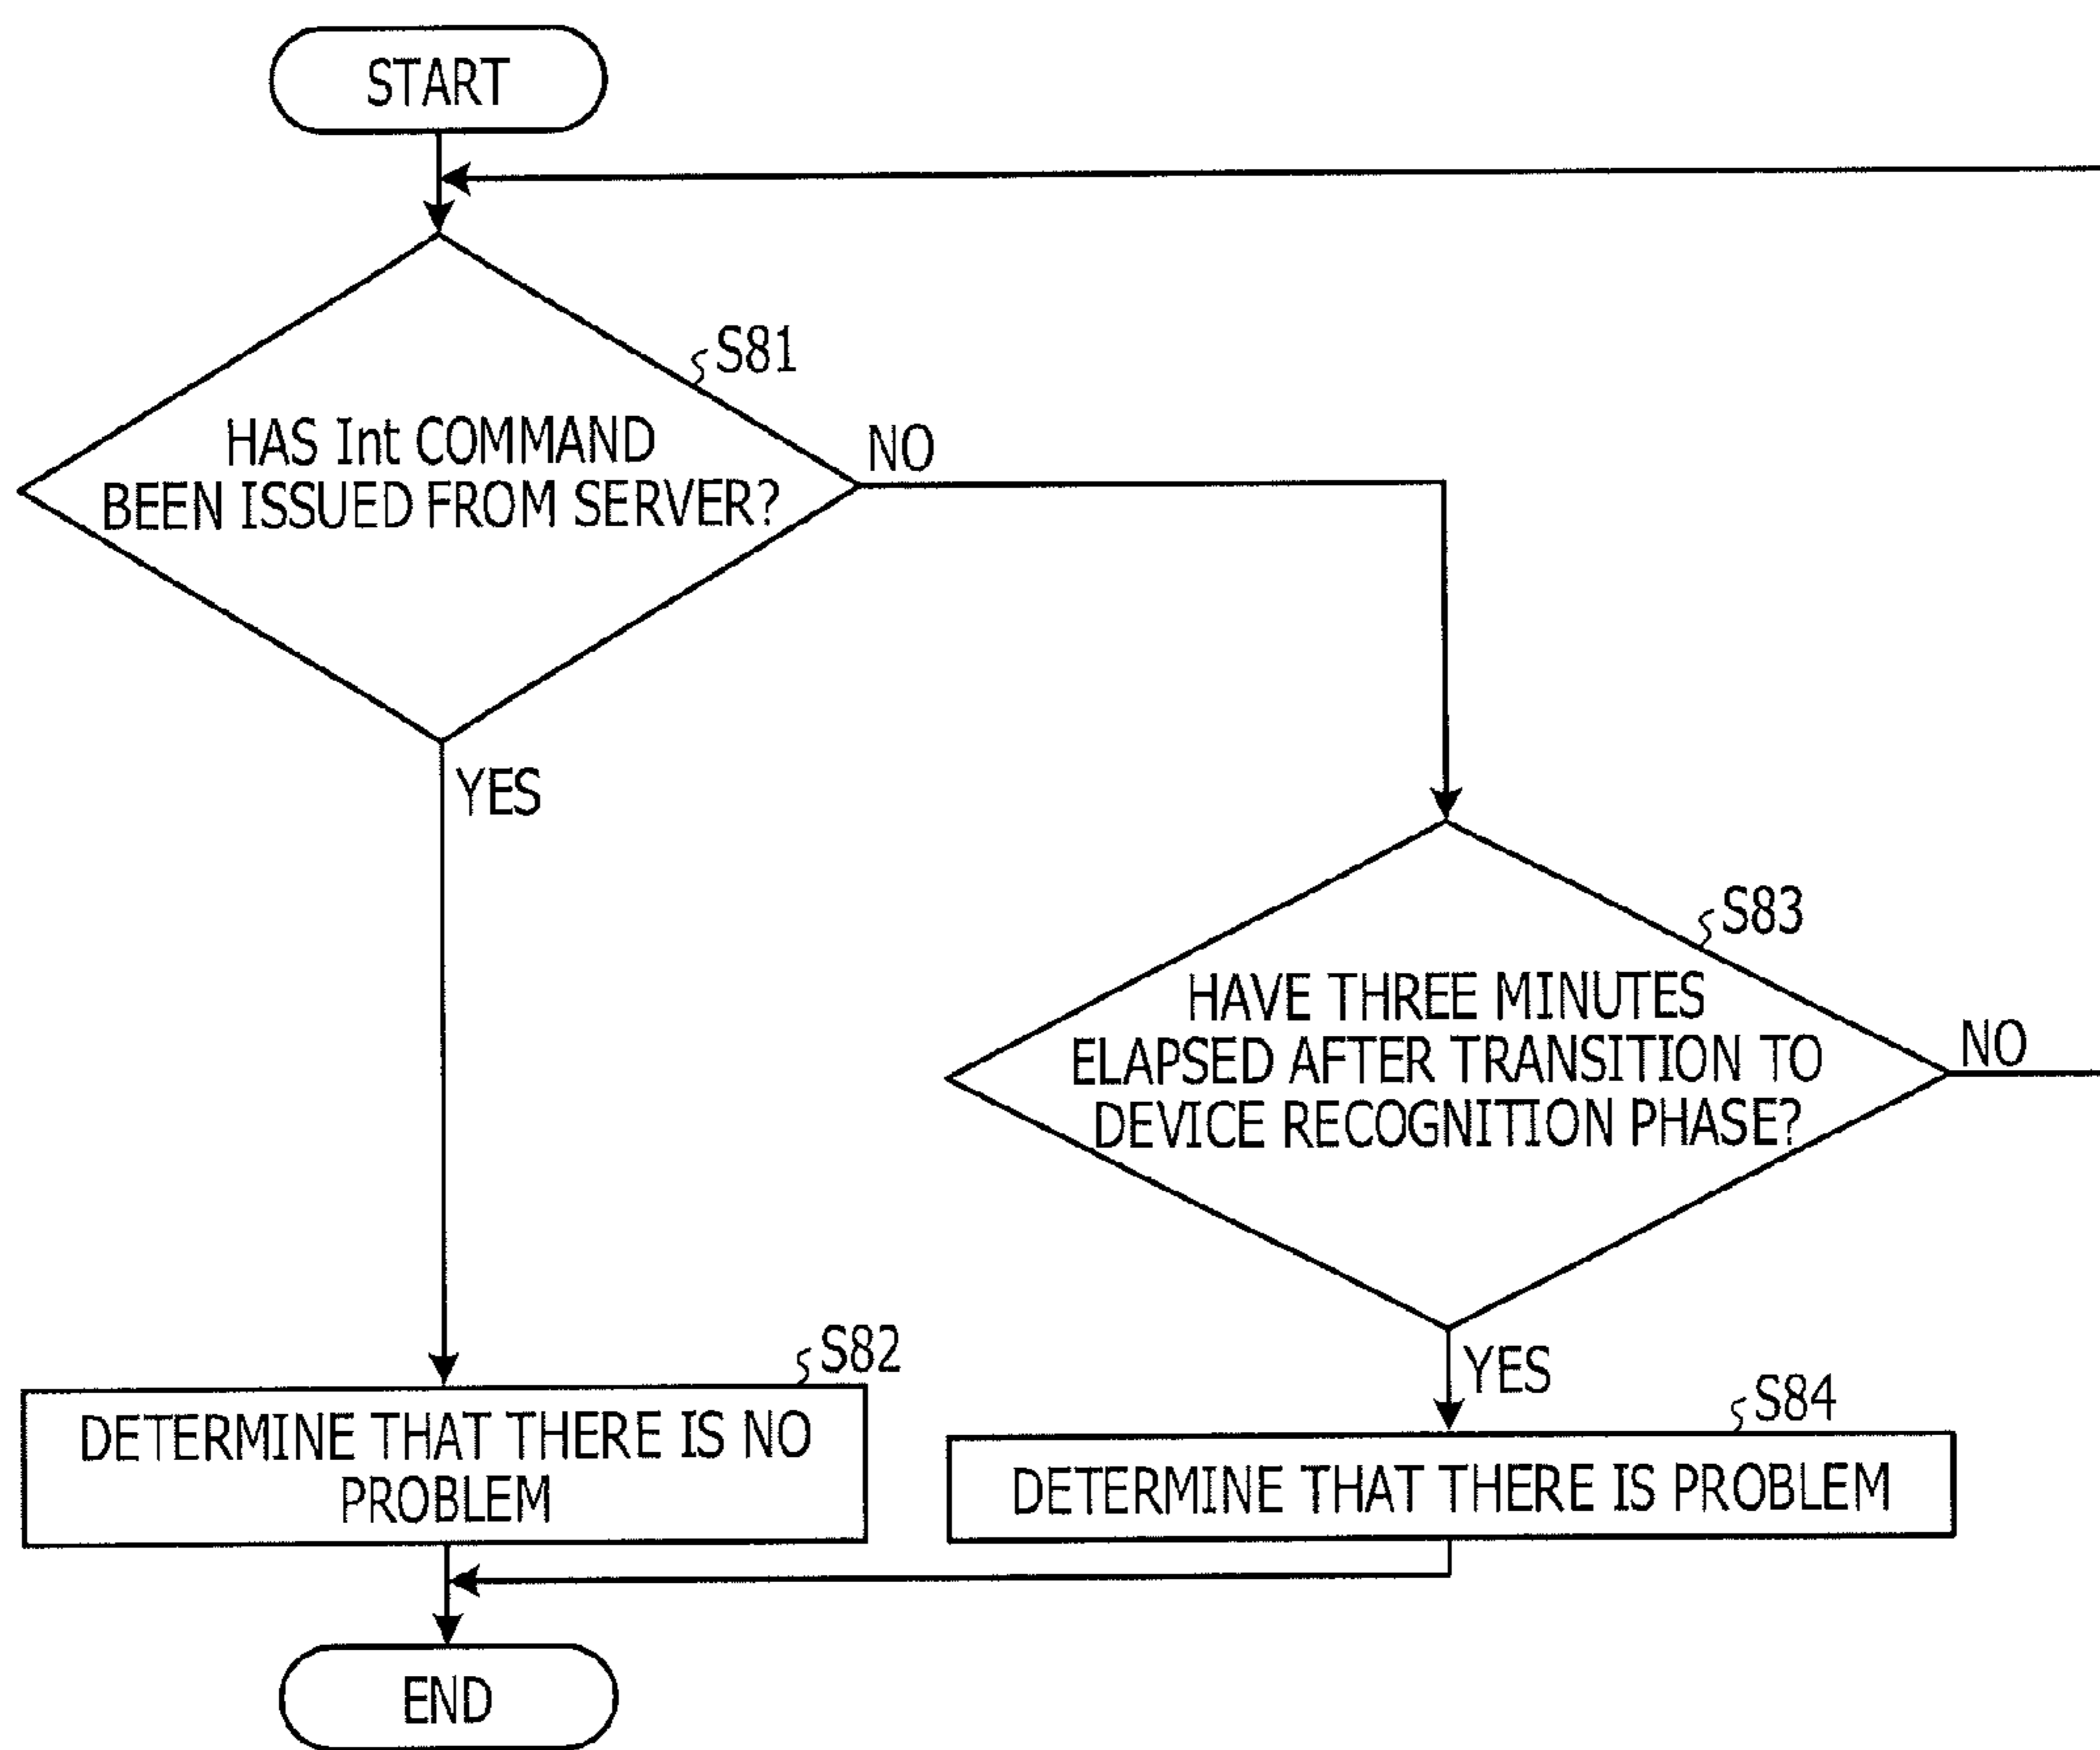 START
S81
HAS Int COMMAND
BEEN ISSUED FROM SERVER?
NO
YES
S83
HAVE THREE MINUTES
ELAPSED AFTER TRANSITION TO
DEVICE RECOGNITION PHASE?
NO
YES
S82
DETERMINE THAT THERE IS NO
PROBLEM
S84
DETERMINE THAT THERE IS PROBLEM
END